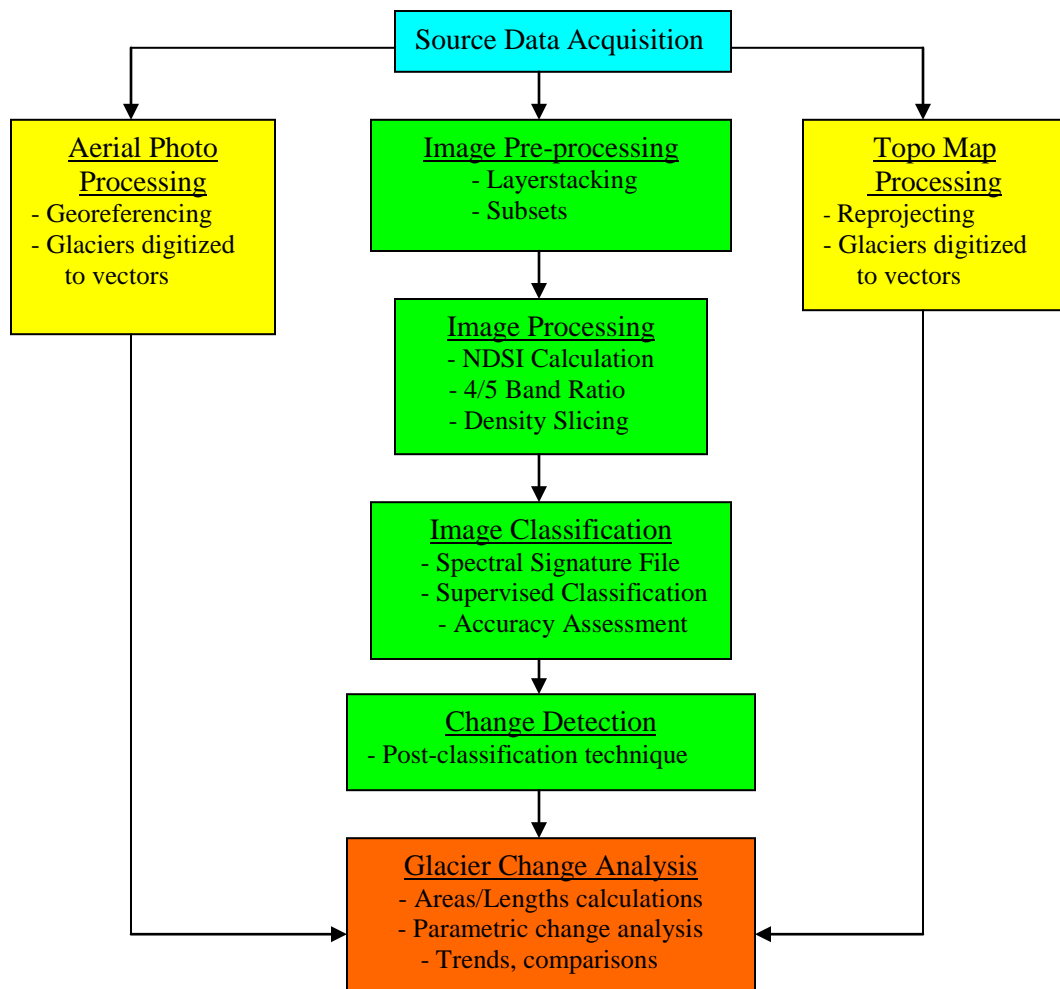 Source Data Acquisition
Aerial Photo
Processing
- Georeferencing
- Glaciers digitized
to vectors
Image Pre-processing
- Layerstacking
- Subsets
Topo Map
Processing
- Reprojecting
- Glaciers digitized
to vectors
Image Processing
- NDSI Calculation
- 4/5 Band Ratio
- Density Slicing
Image Classification
- Spectral Signature File
- Supervised Classification
- Accuracy Assessment
Change Detection
- Post-classification technique
Glacier Change Analysis
- Areas/Lengths calculations
- Parametric change analysis
- Trends, comparisons